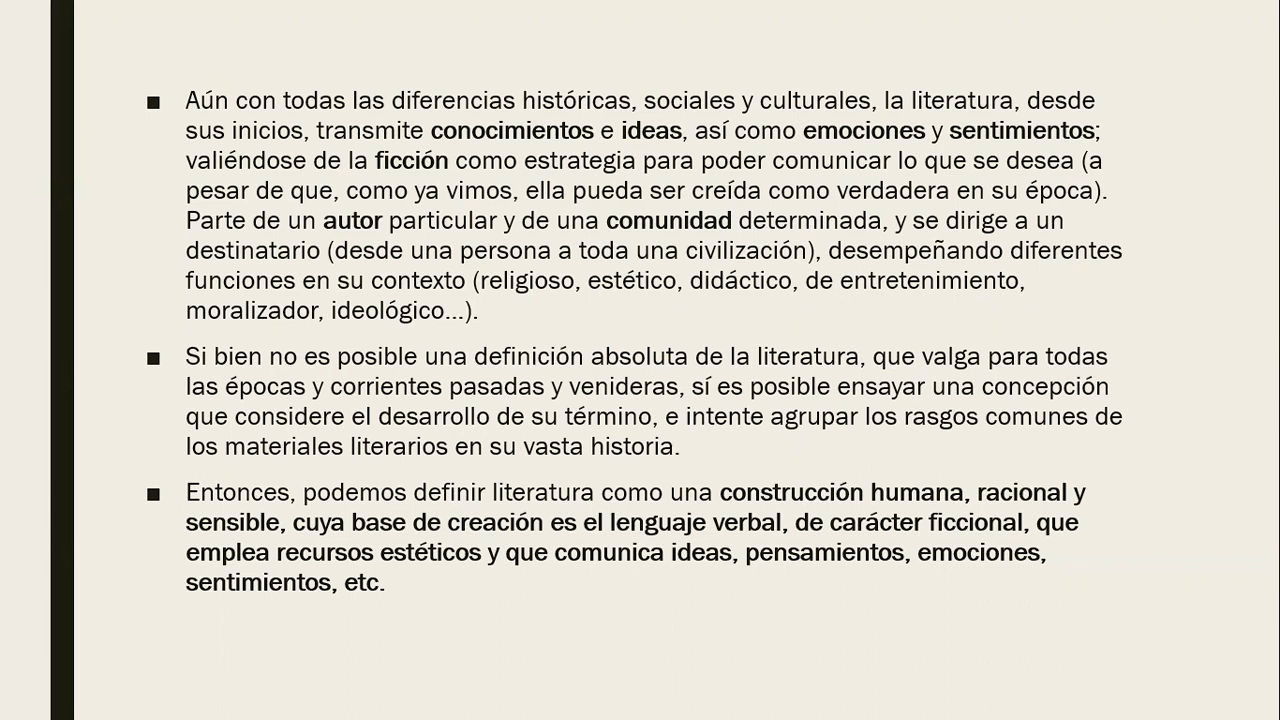 Aún con todas las diferencias históricas, sociales y culturales, la literatura, desde
sus inicios, transmite conocimientos e ideas, así como emociones y sentimientos;
valiéndose de la ficción como estrategia para poder comunicar lo que se desea (a
pesar de que, como ya vimos, ella pueda ser creída como verdadera en su época).
Parte de un autor particular y de una comunidad determinada, y se dirige a un
destinatario (desde una persona a toda una civilización), desempeñando diferentes
funciones en su contexto (religioso, estético, didáctico, de entretenimiento,
moralizador, ideológico...).
Si bien no es posible una definición absoluta de la literatura, que valga para todas
las épocas y corrientes pasadas y venideras, sí es posible ensayar una concepción
que considere el desarrollo de su término, e intente agrupar los rasgos comunes de
los materiales literarios en su vasta historia.
Entonces, podemos definir literatura como una construcción humana, racional y
sensible, cuya base de creación es el lenguaje verbal, de carácter ficcional, que
emplea recursos estéticos y que comunica ideas, pensamientos, emociones,
sentimientos, etc.